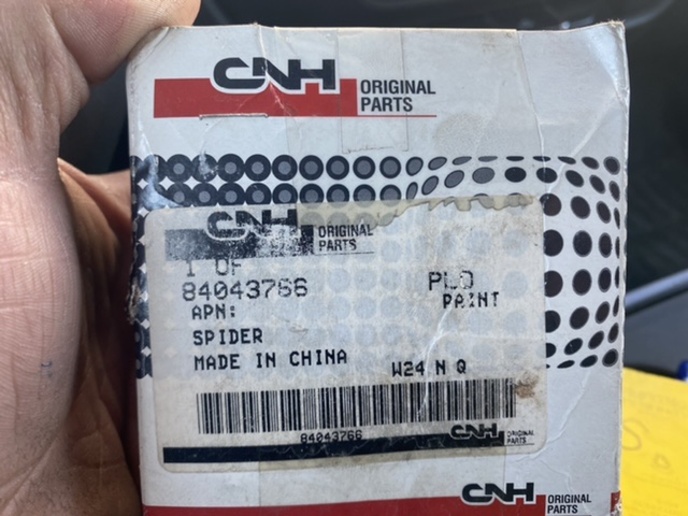 CNH ORIGINAL
PARTS
CNH ORIGINAL
PARTS
1 OF
84043766 PLD
APN: PAINT
SPIDER
MADE IN CHINA W24 N Q
84043766
CNH ORIGINAL
PARTS
CNH ORIGINAL
PARTS